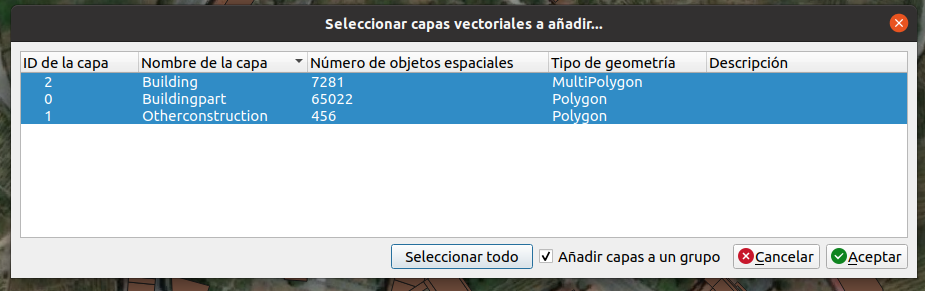 Seleccionar capas vectoriales a añadir...
ID de la capa Nombre de la capa Número de objetos espaciales Tipo de geometría Descripción
2 Building 7281 MultiPolygon
0 Buildingpart 65022 Polygon
1 Otherconstruction 456 Polygon
Seleccionar todo Añadir capas a un grupo Cancelar Aceptar